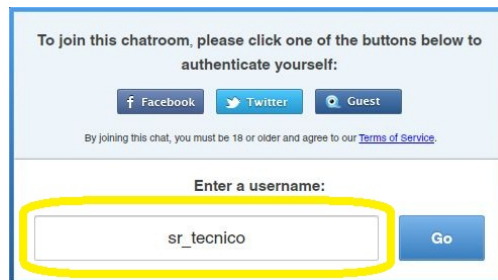 To join this chatroom, please click one of the buttons below to
authenticate yourself:
Facebook
Twitter
Guest
By joining this chat, you must be 18 or older and agree to our Terms of Service.
Enter a username:
sr_tecnico
Go